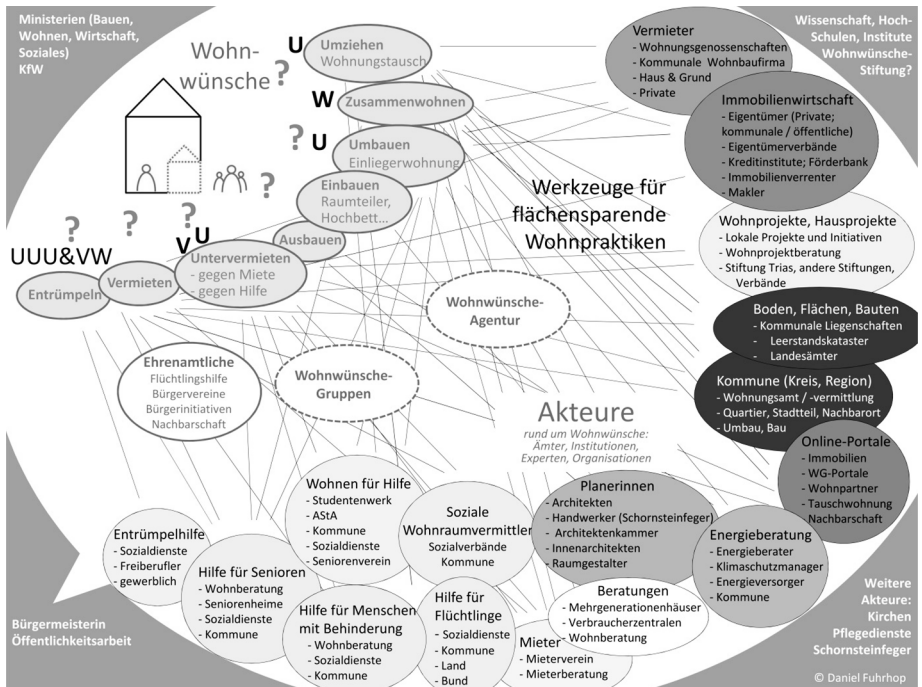 Ministerien (Bauen,
Wohnen, Wirtschaft,
Soziales)
KfW
Wohn-
wünsche
?
U
Umziehen
Wohnungstausch
W
Zusammenwohnen
?
U
Umbauen
Einliegerwohnung
?
Einbauen
Raumteiler,
Hochbett...
Ausbauen
?
?
?
V U
UUU&VW
Untervermieten
- gegen Miete
- gegen Hilfe
Vermieten
Entrümpeln
Werkzeuge für
flächensparende
Wohnpraktiken
Wissenschaft, Hoch-
Schulen, Institute
Wohnwünsche-
Stiftung?
Vermieter
- Wohnungsgenossenschaften
- Kommunale Wohnbaufirma
- Haus & Grund
- Private
Immobilienwirtschaft
- Eigentümer (Private;
kommunale / öffentliche)
- Eigentümerverbände
- Kreditinstitute; Förderbank
- Immobilienverrenter
- Makler
Wohnprojekte, Hausprojekte
- Lokale Projekte und Initiativen
- Wohnprojektberatung
- Stiftung Trias, andere Stiftungen,
Verbände
Boden, Flächen, Bauten
- Kommunale Liegenschaften
- Leerstandskataster
- Landesämter
Kommune (Kreis, Region)
- Wohnungsamt / -vermittlung
- Quartier, Stadtteil, Nachbarort
- Umbau, Bau
Online-Portale
- Immobilien
- WG-Portale
- Wohnpartner
- Tauschwohnung
Nachbarschaft
Wohnwünsche-
Agentur
Wohnwünsche-
Gruppen
Ehrenamtliche
Flüchtlingshilfe
Bürgervereine
Bürgerinitiativen
Nachbarschaft
Akteure
rund um Wohnwünsche:
Ämter, Institutionen,
Experten, Organisationen
Entrümpelhilfe
- Sozialdienste
- Freiberufler
- gewerblich
Hilfe für Senioren
- Wohnberatung
- Seniorenheime
- Sozialdienste
- Kommune
Wohnen für Hilfe
- Studentenwerk
- AStA
- Kommune
- Sozialdienste
- Seniorenverein
Hilfe für Menschen
mit Behinderung
- Wohnberatung
- Sozialdienste
- Kommune
Soziale
Wohnraumvermittler
Sozialverbände
Kommune
Hilfe für
Flüchtlinge
- Sozialdienste
- Kommune
- Land
- Bund
Planerinnen
- Architekten
- Handwerker (Schornsteinfeger)
- Architektenkammer
- Innenarchitekten
- Raumgestalter
Beratungen
- Mehrgenerationenhäuser
- Verbraucherzentralen
- Wohnberatung
Mieter
- Mieterverein
- Mieterberatung
Energieberatung
- Energieberater
- Klimaschutzmanager
- Energieversorger
- Kommune
Bürgermeisterin
Öffentlichkeitsarbeit
Weitere
Akteure:
Kirchen
Pflegedienste
Schornsteinfeger
© Daniel Fuhrhop